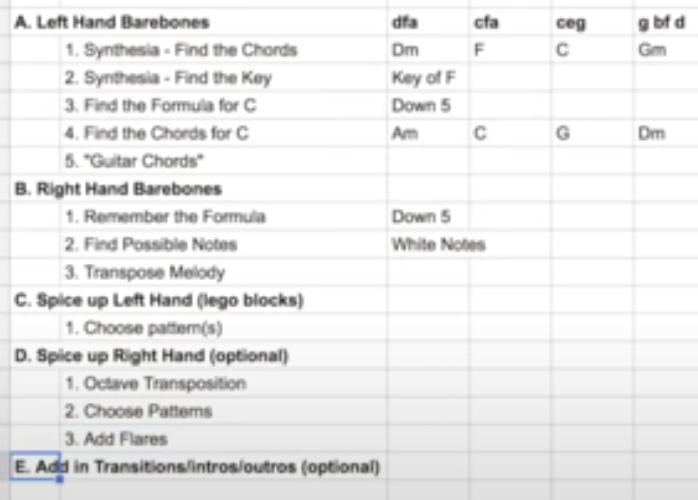 A. Left Hand Barebones dfa cfa ceg g bf d
1. Synthesia - Find the Chords Dm F C Gm
2. Synthesia - Find the Key Key of F
3. Find the Formula for C Down 5
4. Find the Chords for C Am C G Dm
5. "Guitar Chords"
B. Right Hand Barebones
1. Remember the Formula Down 5
2. Find Possible Notes White Notes
3. Transpose Melody
C. Spice up Left Hand (lego blocks)
1. Choose pattern(s)
D. Spice up Right Hand (optional)
1. Octave Transposition
2. Choose Patterns
3. Add Flares
E. Add in Transitions/intros/outros (optional)